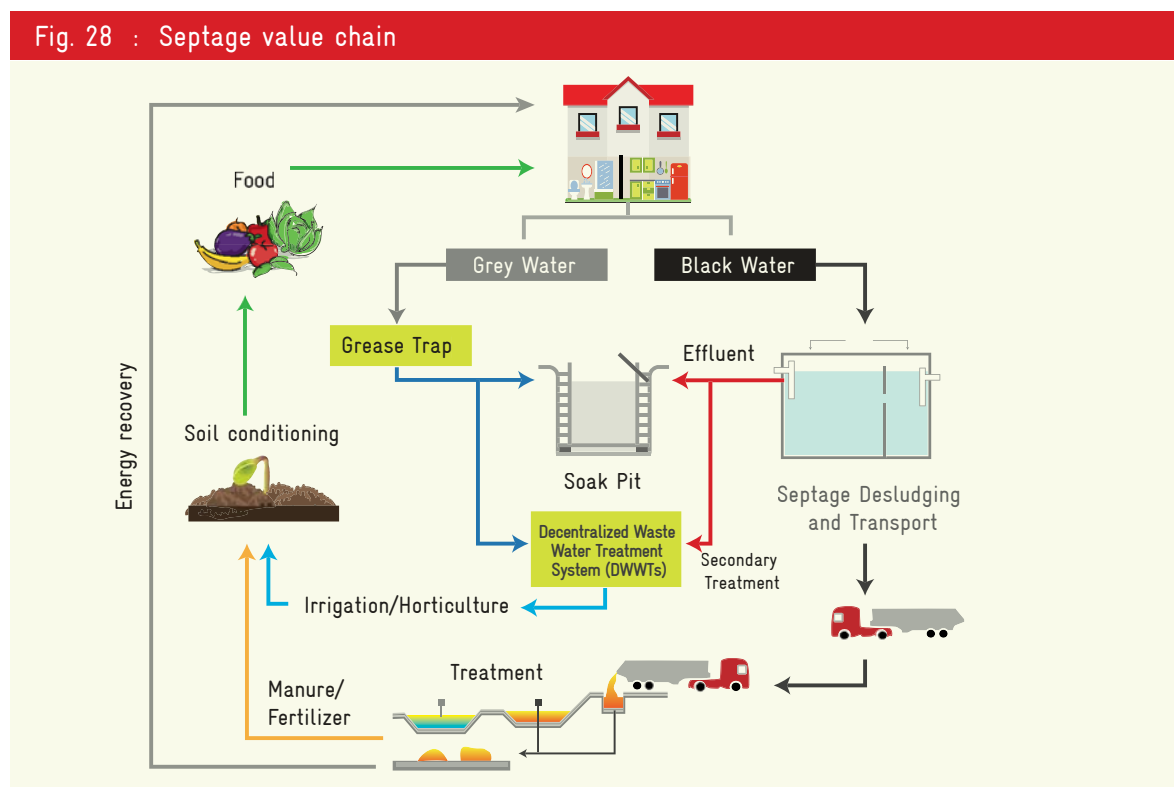 Fig. 28 : Septage value chain
Food
Grey Water
Black Water
Grease Trap
Effluent
Energy recovery
Soil conditioning
Soak Pit
Septage Desludging
and Transport
Decentralized Waste
Water Treatment
System (DWWTs)
Secondary
Treatment
Irrigation/Horticulture
Treatment
Manure/
Fertilizer